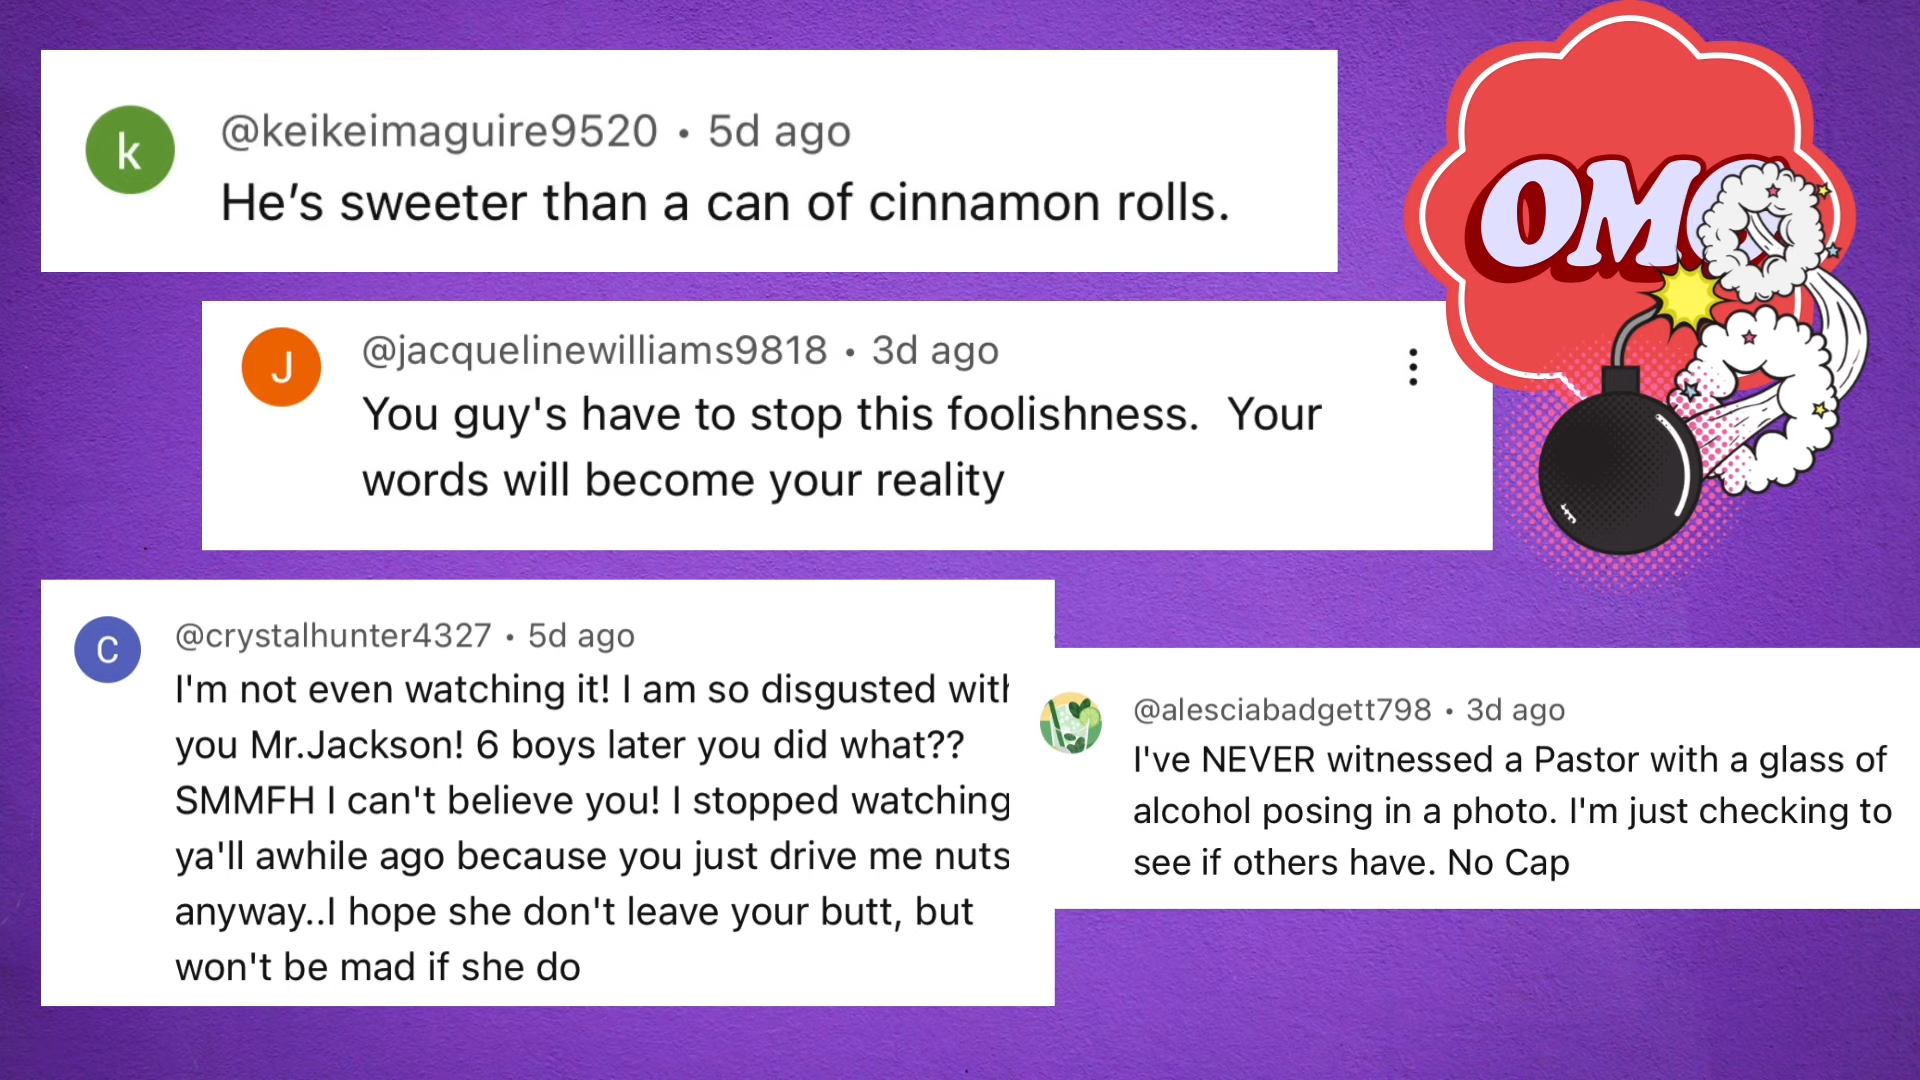 k
@keikeimaguire9520 • 5d ago
He’s sweeter than a can of cinnamon rolls.
OMG
J
@jacquelinewilliams9818 • 3d ago
You guy's have to stop this foolishness.  Your
words will become your reality
C
@crystalhunter4327 • 5d ago
I'm not even watching it! I am so disgusted with
you Mr.Jackson! 6 boys later you did what??
SMMFH I can't believe you! I stopped watching
ya'll awhile ago because you just drive me nuts
anyway..I hope she don't leave your butt, but
won't be mad if she do
@alesciabadgett798 • 3d ago
I've NEVER witnessed a Pastor with a glass of
alcohol posing in a photo. I'm just checking to
see if others have. No Cap